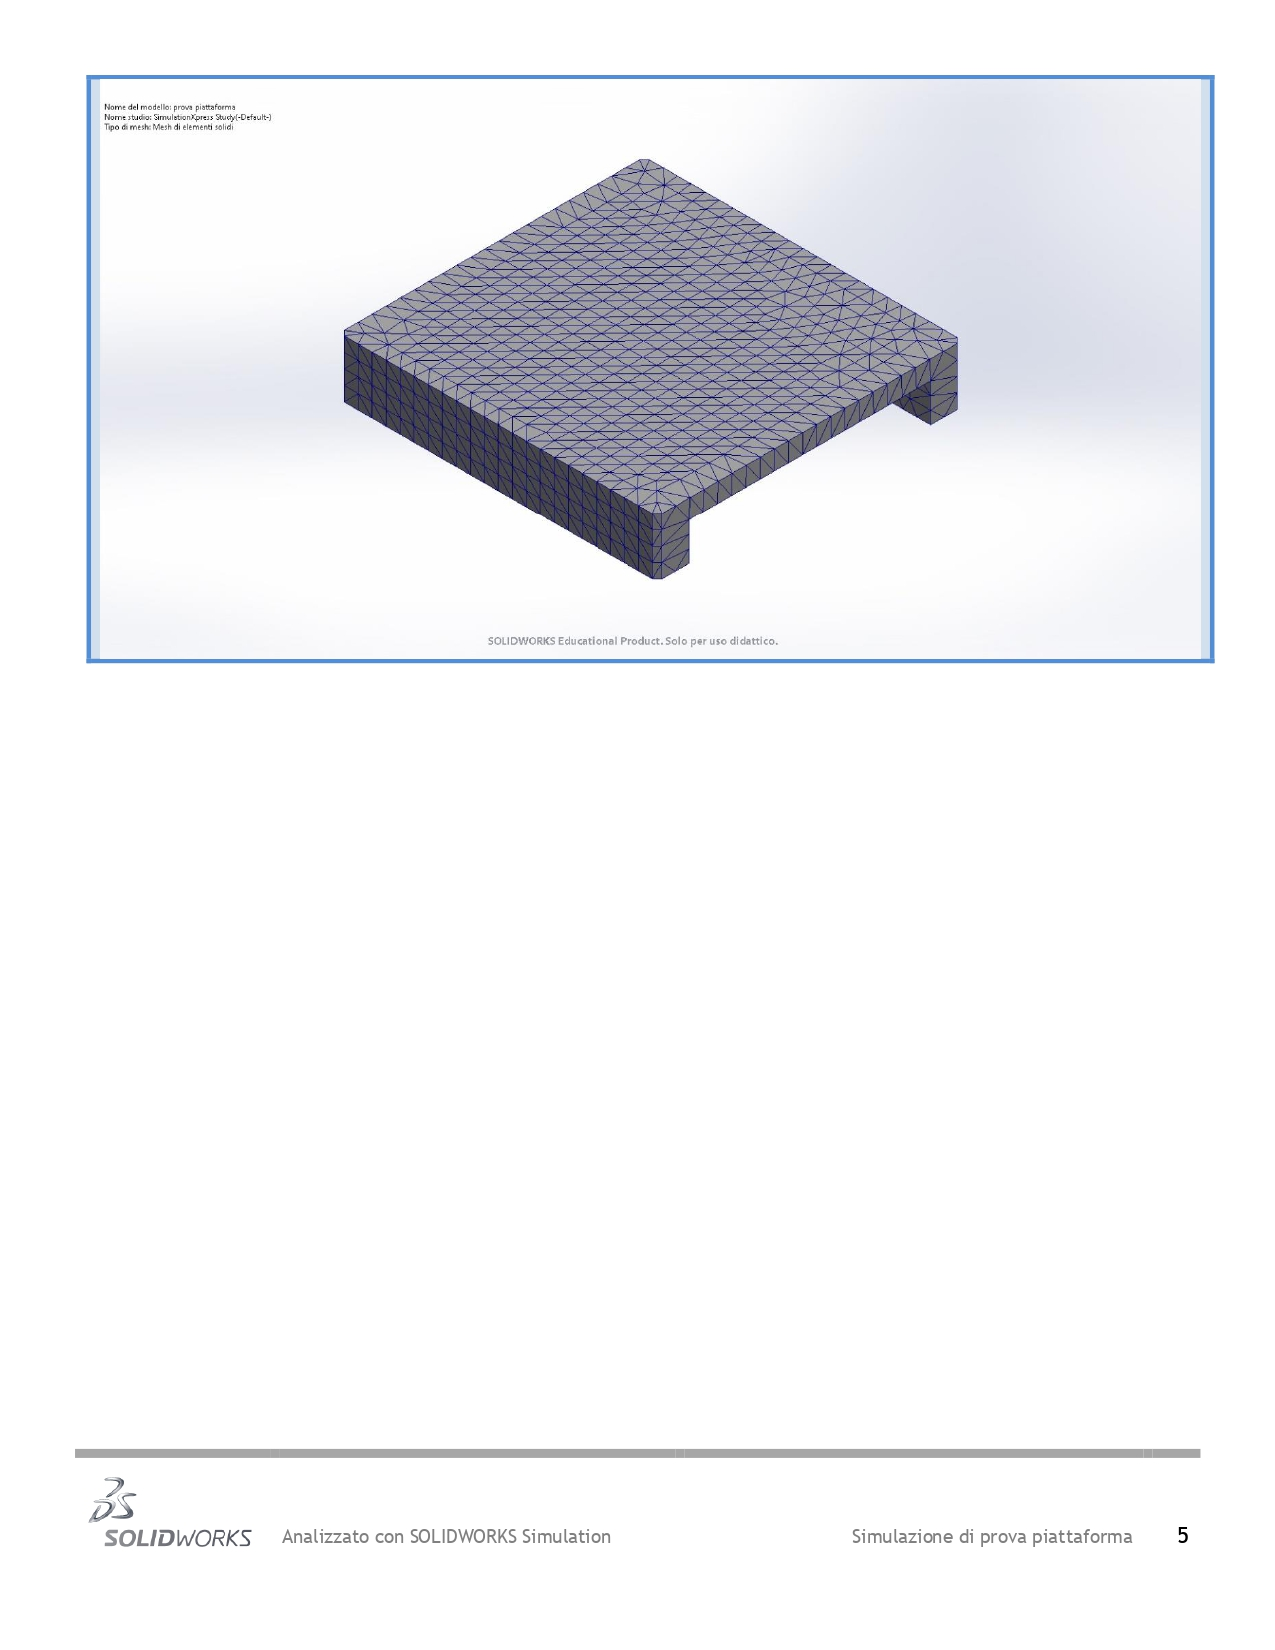 Nome del modello: prova piattaforma
Nome studio: SimulationXpress Study(-Default-)
Tipo di mesh: Mesh di elementi solidi
SOLIDWORKS Educational Product. Solo per uso didattico.
SOLIDWORKS Analizzato con SOLIDWORKS Simulation Simulazione di prova piattaforma 5